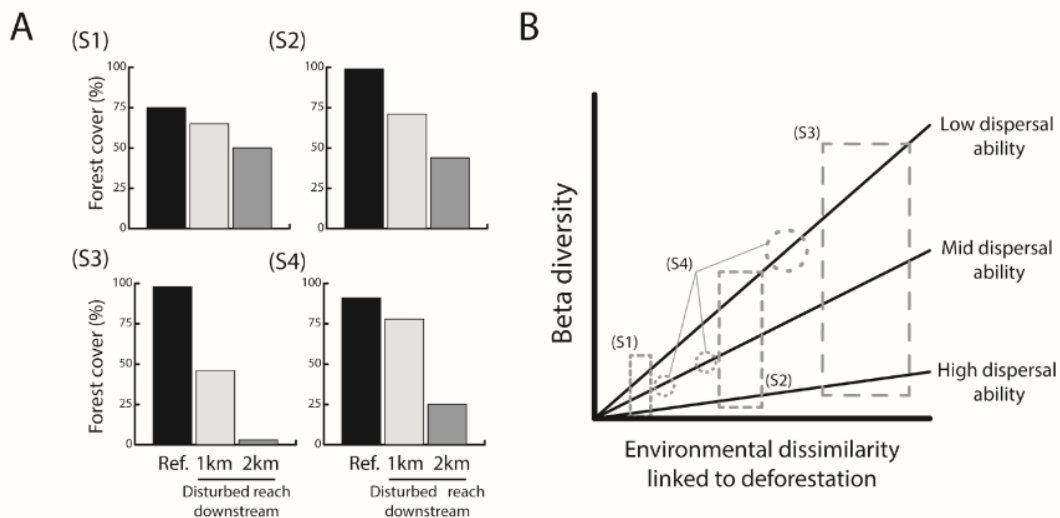 A
B
(S1)
(S2)
Forest cover (%)
100
75
50
25
0
100
75
50
25
0
(S3)
(S4)
Forest cover (%)
100
75
50
25
0
100
75
50
25
0
Ref. 1km 2km
Ref. 1km 2km
Disturbed reach
downstream
Disturbed reach
downstream
Beta diversity
(S1)
(S4)
(S2)
(S3)
Low dispersal
ability
Mid dispersal
ability
High dispersal
ability
Environmental dissimilarity
linked to deforestation